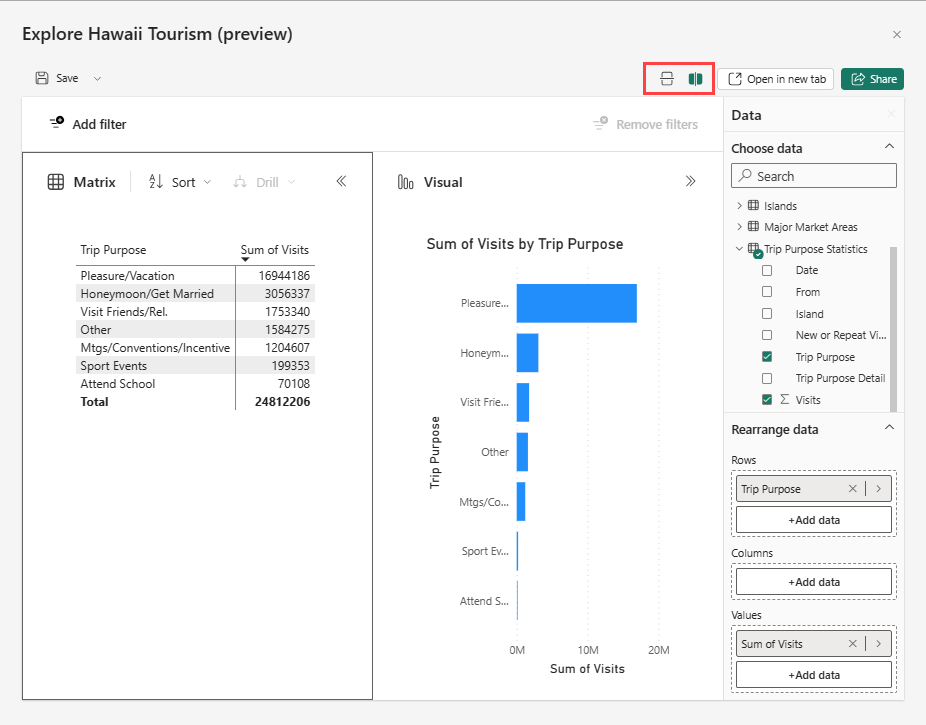 Explore Hawaii Tourism (preview)
Save
Open in new tab
Share
Add filter
Remove filters
Matrix
Sort
Drill
Trip Purpose Sum of Visits
Pleasure/Vacation 16944186
Honeymoon/Get Married 3056337
Visit Friends/Rel. 1753340
Other 1584275
Mtgs/Conventions/Incentive 1204607
Sport Events 199353
Attend School 70108
Total 24812206
Visual
Sum of Visits by Trip Purpose
Trip Purpose
Pleasure...
Honeym...
Visit Frie...
Other
Mtgs/Co...
Sport Ev...
Attend S...
0M 10M 20M
Sum of Visits
Data
Choose data
Search
Islands
Major Market Areas
Trip Purpose Statistics
Date
From
Island
New or Repeat Vi...
Trip Purpose
Trip Purpose Detail
Σ Visits
Rearrange data
Rows
Trip Purpose
+Add data
Columns
+Add data
Values
Sum of Visits
+Add data